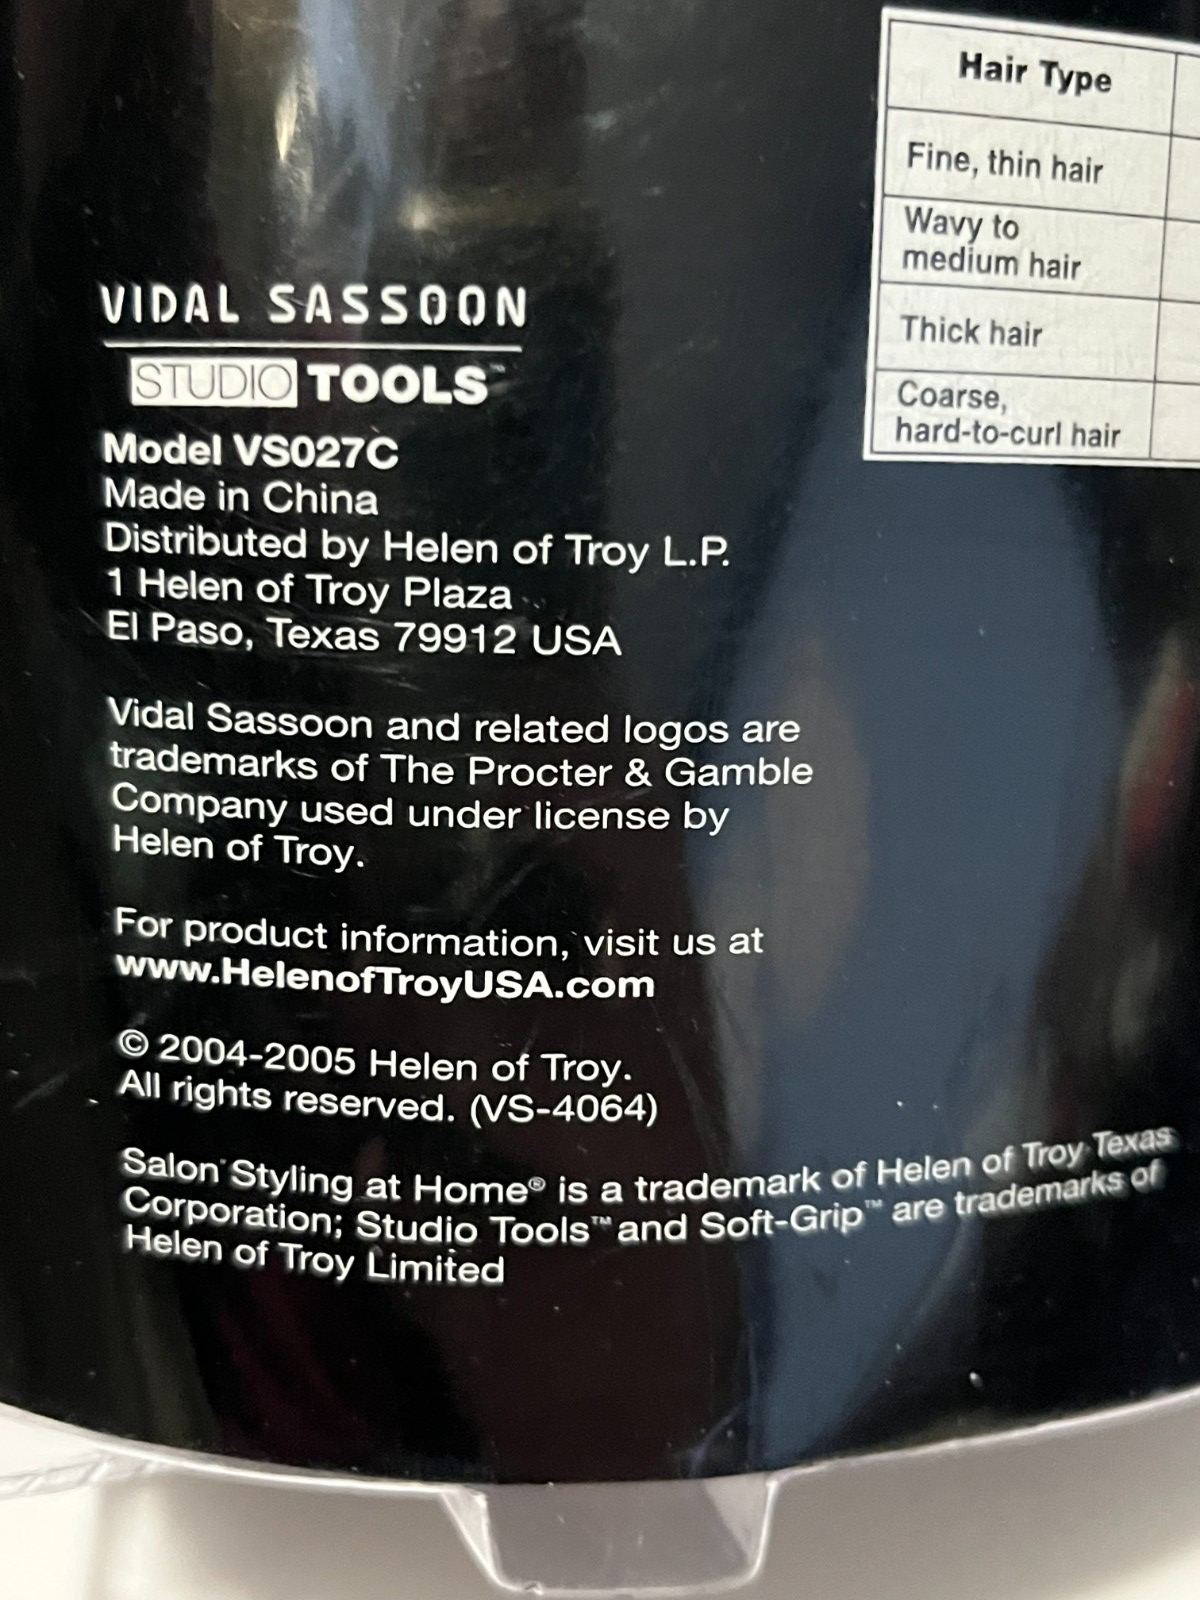 Hair Type
Fine, thin hair
Wavy to
medium hair
Thick hair
Coarse,
hard-to-curl hair
VIDAL SASSOON
STUDIO TOOLS™
Model VS027C
Made in China
Distributed by Helen of Troy L.P.
1 Helen of Troy Plaza
El Paso, Texas 79912 USA
Vidal Sassoon and related logos are
trademarks of The Procter & Gamble
Company used under license by
Helen of Troy.
For product information, visit us at
www.HelenofTroyUSA.com
© 2004-2005 Helen of Troy.
All rights reserved. (VS-4064)
Salon Styling at Home® is a trademark of Helen of Troy Texas
Corporation; Studio Tools™ and Soft-Grip™ are trademarks of
Helen of Troy Limited